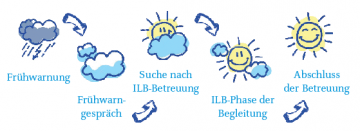 Frühwarnung
Frühwarn-
gespräch
Suche nach
ILB-Betreuung
ILB-Phase der
Begleitung
Abschluss
der Betreuung